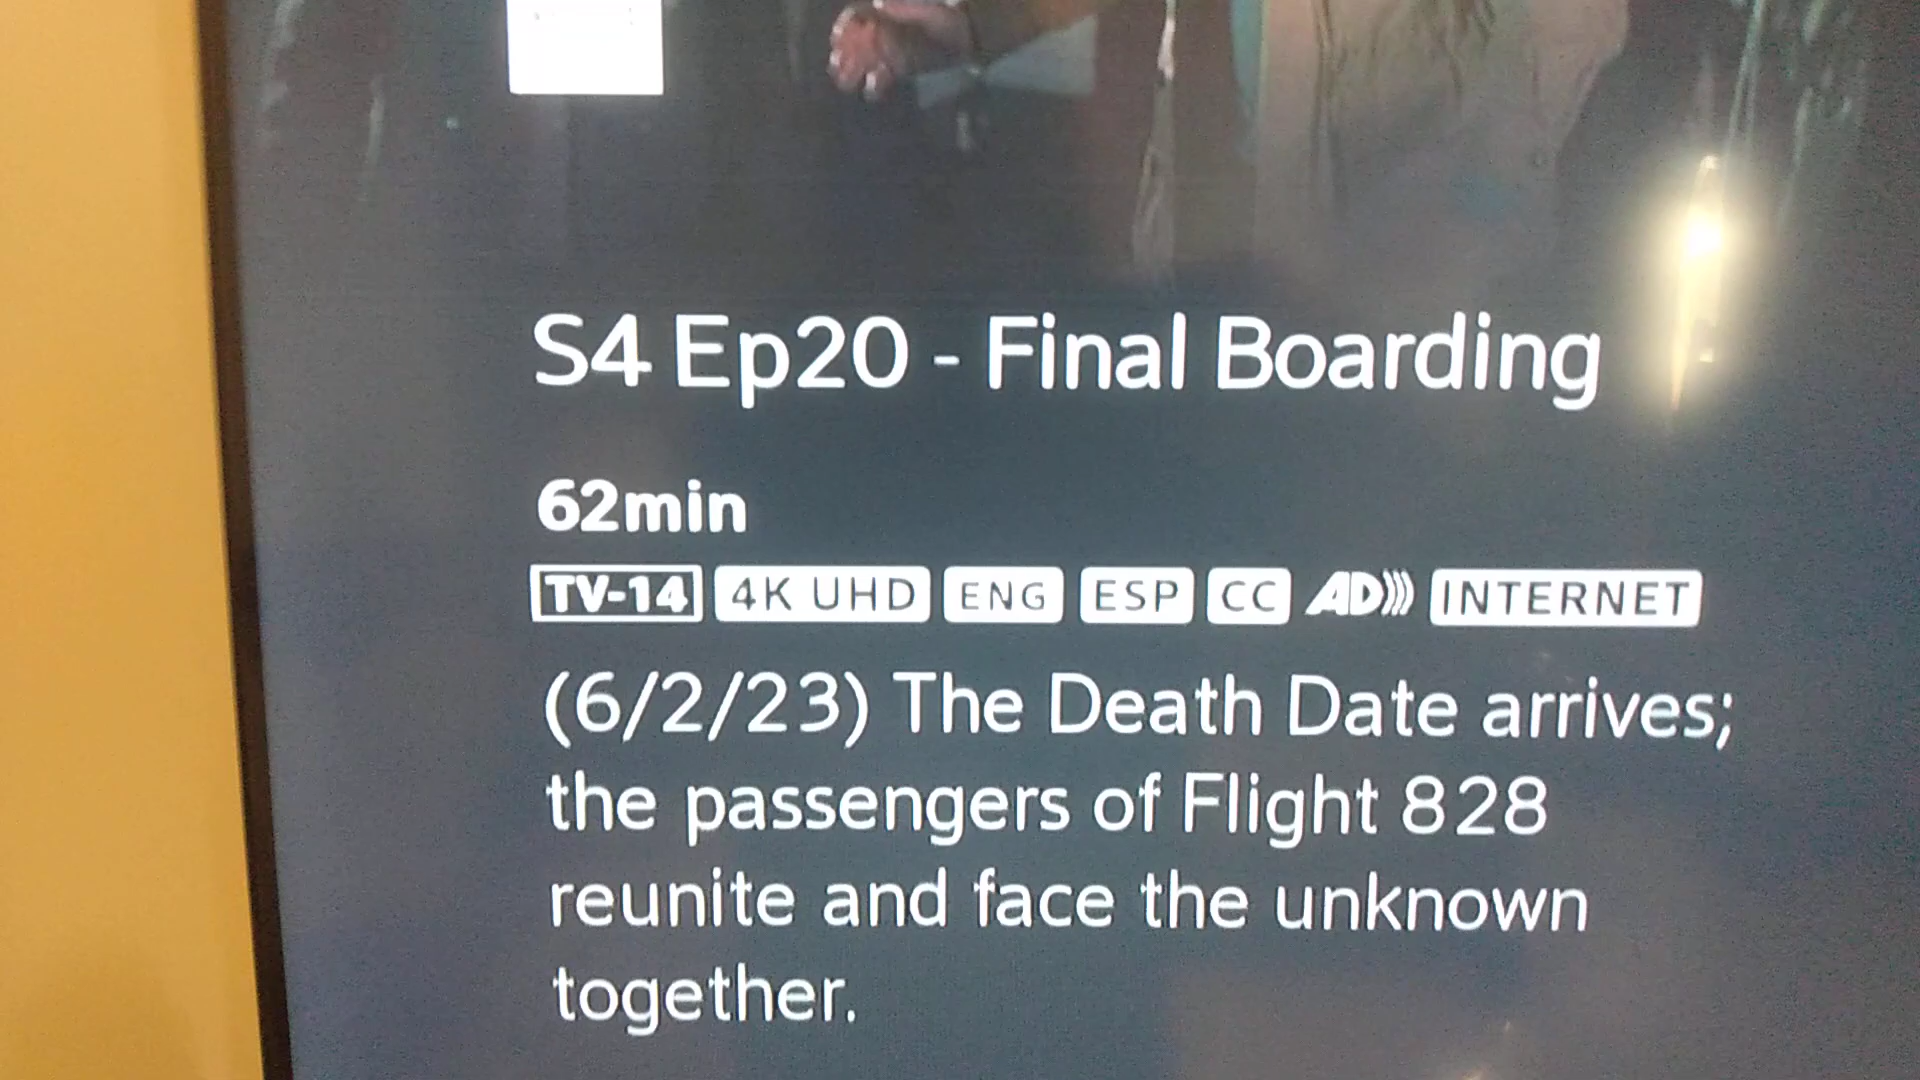 S4 Ep20 - Final Boarding
62min
TV-14 4K UHD ENG ESP CC AD))) INTERNET
(6/2/23) The Death Date arrives;
the passengers of Flight 828
reunite and face the unknown
together.